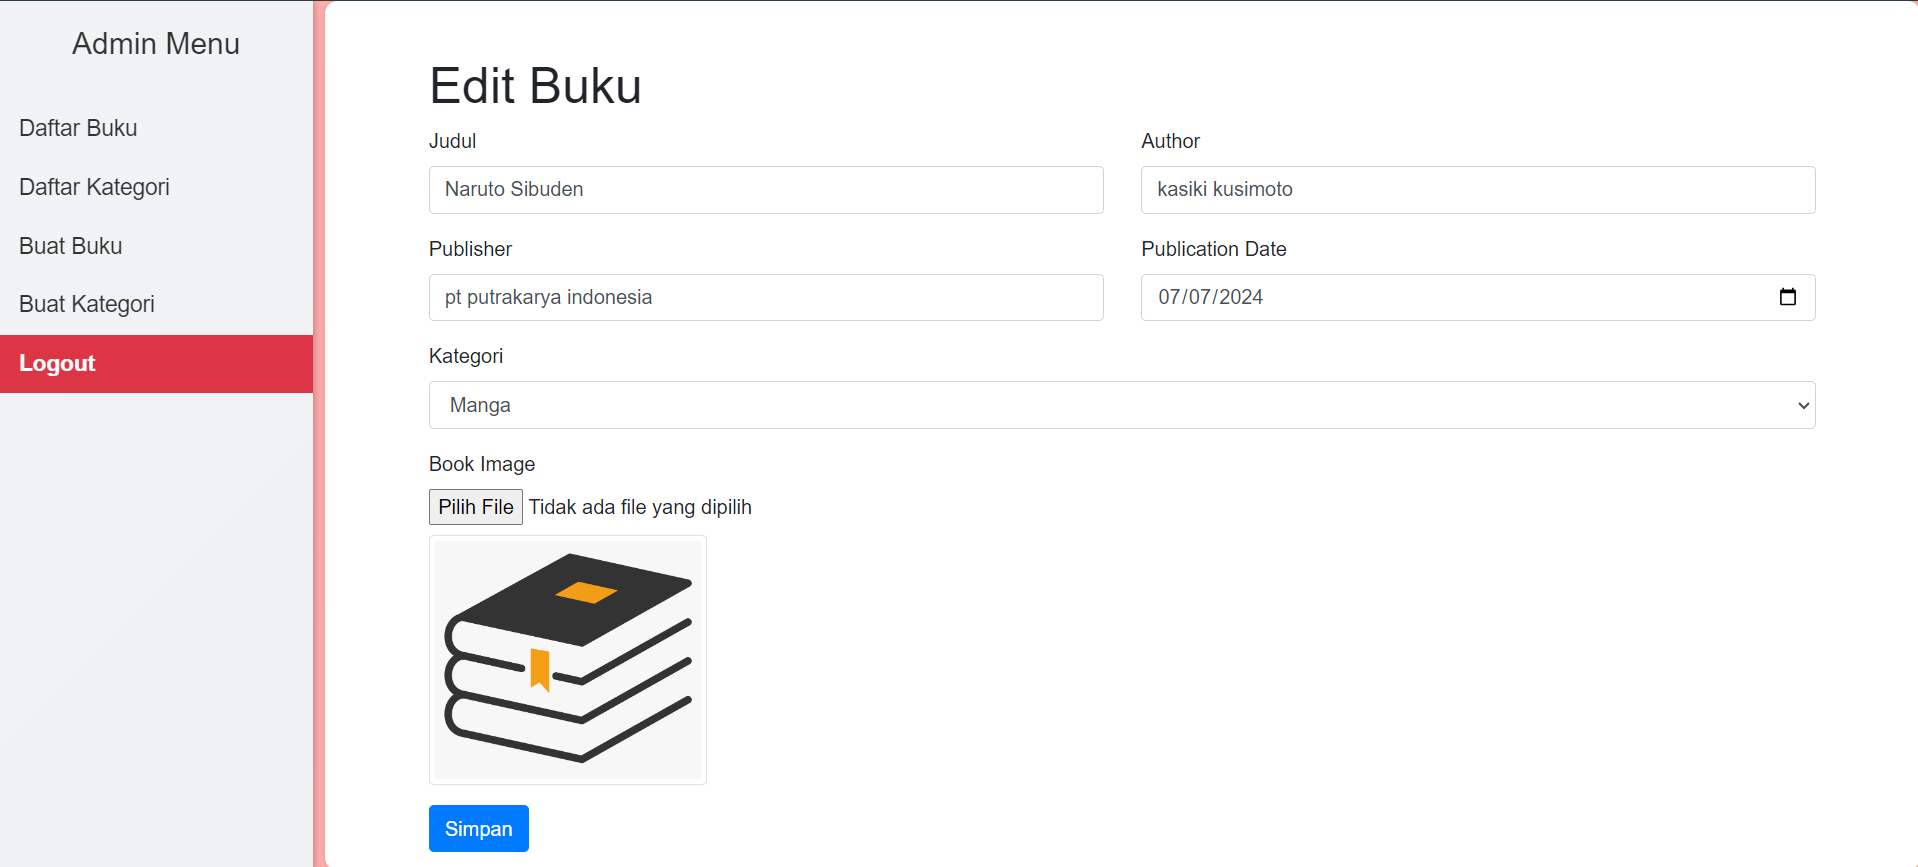 Admin Menu
Daftar Buku
Daftar Kategori
Buat Buku
Buat Kategori
Logout
Edit Buku
Judul
Naruto Sibuden
Author
kasiki kusimoto
Publisher
pt putrakarya indonesia
Publication Date
07/07/2024
Kategori
Manga
Book Image
Pilih File Tidak ada file yang dipilih
Simpan